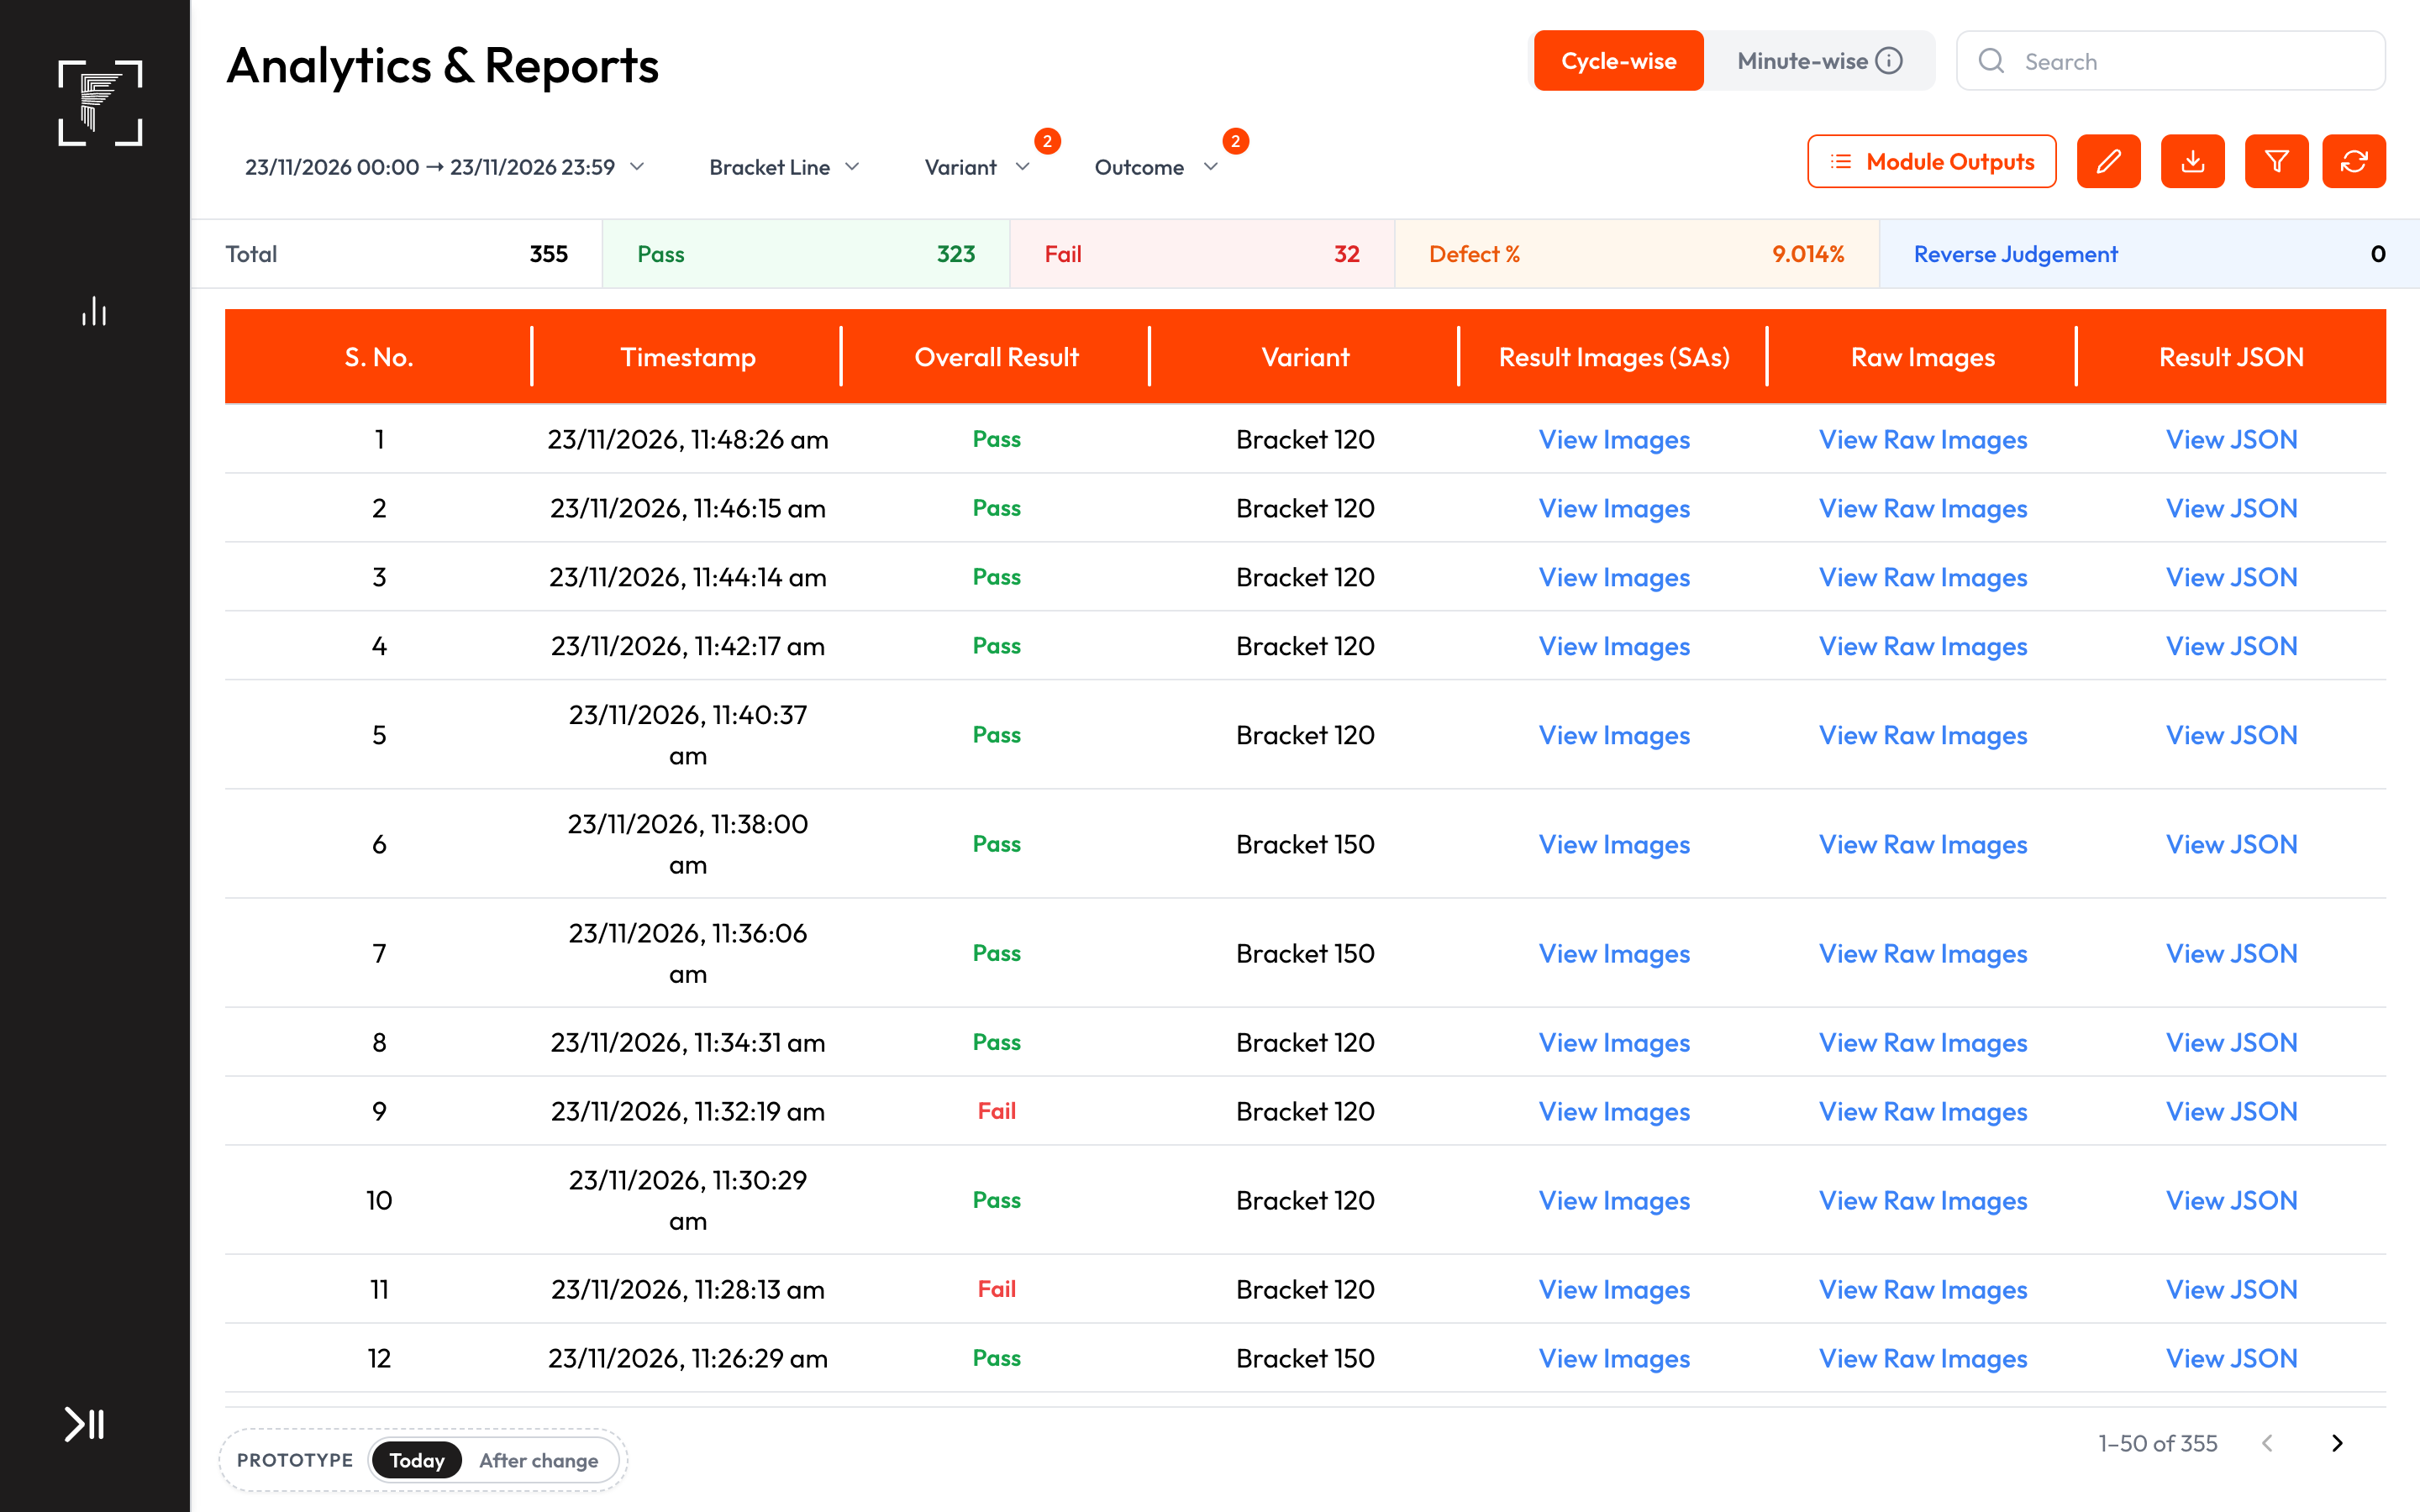 Analytics & Reports
Cycle-wise
Minute-wise
Search
23/11/2026 00:00 → 23/11/2026 23:59
Bracket Line
Variant
2
Outcome
2
Module Outputs
Total 355
Pass 323
Fail 32
Defect % 9.014%
Reverse Judgement 0
S. No. Timestamp Overall Result Variant Result Images (SAs) Raw Images Result JSON
1 23/11/2026, 11:48:26 am Pass Bracket 120 View Images View Raw Images View JSON
2 23/11/2026, 11:46:15 am Pass Bracket 120 View Images View Raw Images View JSON
3 23/11/2026, 11:44:14 am Pass Bracket 120 View Images View Raw Images View JSON
4 23/11/2026, 11:42:17 am Pass Bracket 120 View Images View Raw Images View JSON
5 23/11/2026, 11:40:37 am Pass Bracket 120 View Images View Raw Images View JSON
6 23/11/2026, 11:38:00 am Pass Bracket 150 View Images View Raw Images View JSON
7 23/11/2026, 11:36:06 am Pass Bracket 150 View Images View Raw Images View JSON
8 23/11/2026, 11:34:31 am Pass Bracket 120 View Images View Raw Images View JSON
9 23/11/2026, 11:32:19 am Fail Bracket 120 View Images View Raw Images View JSON
10 23/11/2026, 11:30:29 am Pass Bracket 120 View Images View Raw Images View JSON
11 23/11/2026, 11:28:13 am Fail Bracket 120 View Images View Raw Images View JSON
12 23/11/2026, 11:26:29 am Pass Bracket 150 View Images View Raw Images View JSON
PROTOTYPE Today After change
1–50 of 355